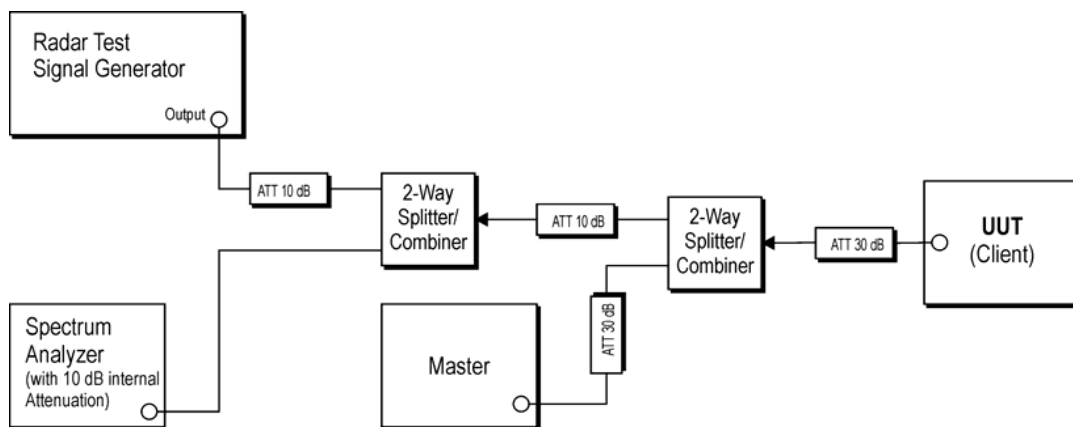 Radar Test
Signal Generator
Output
ATT 10 dB
2-Way
Splitter/
Combiner
ATT 10 dB
2-Way
Splitter/
Combiner
ATT 30 dB
UUT
(Client)
Spectrum
Analyzer
(with 10 dB internal
Attenuation)
Master
ATT 30 dB